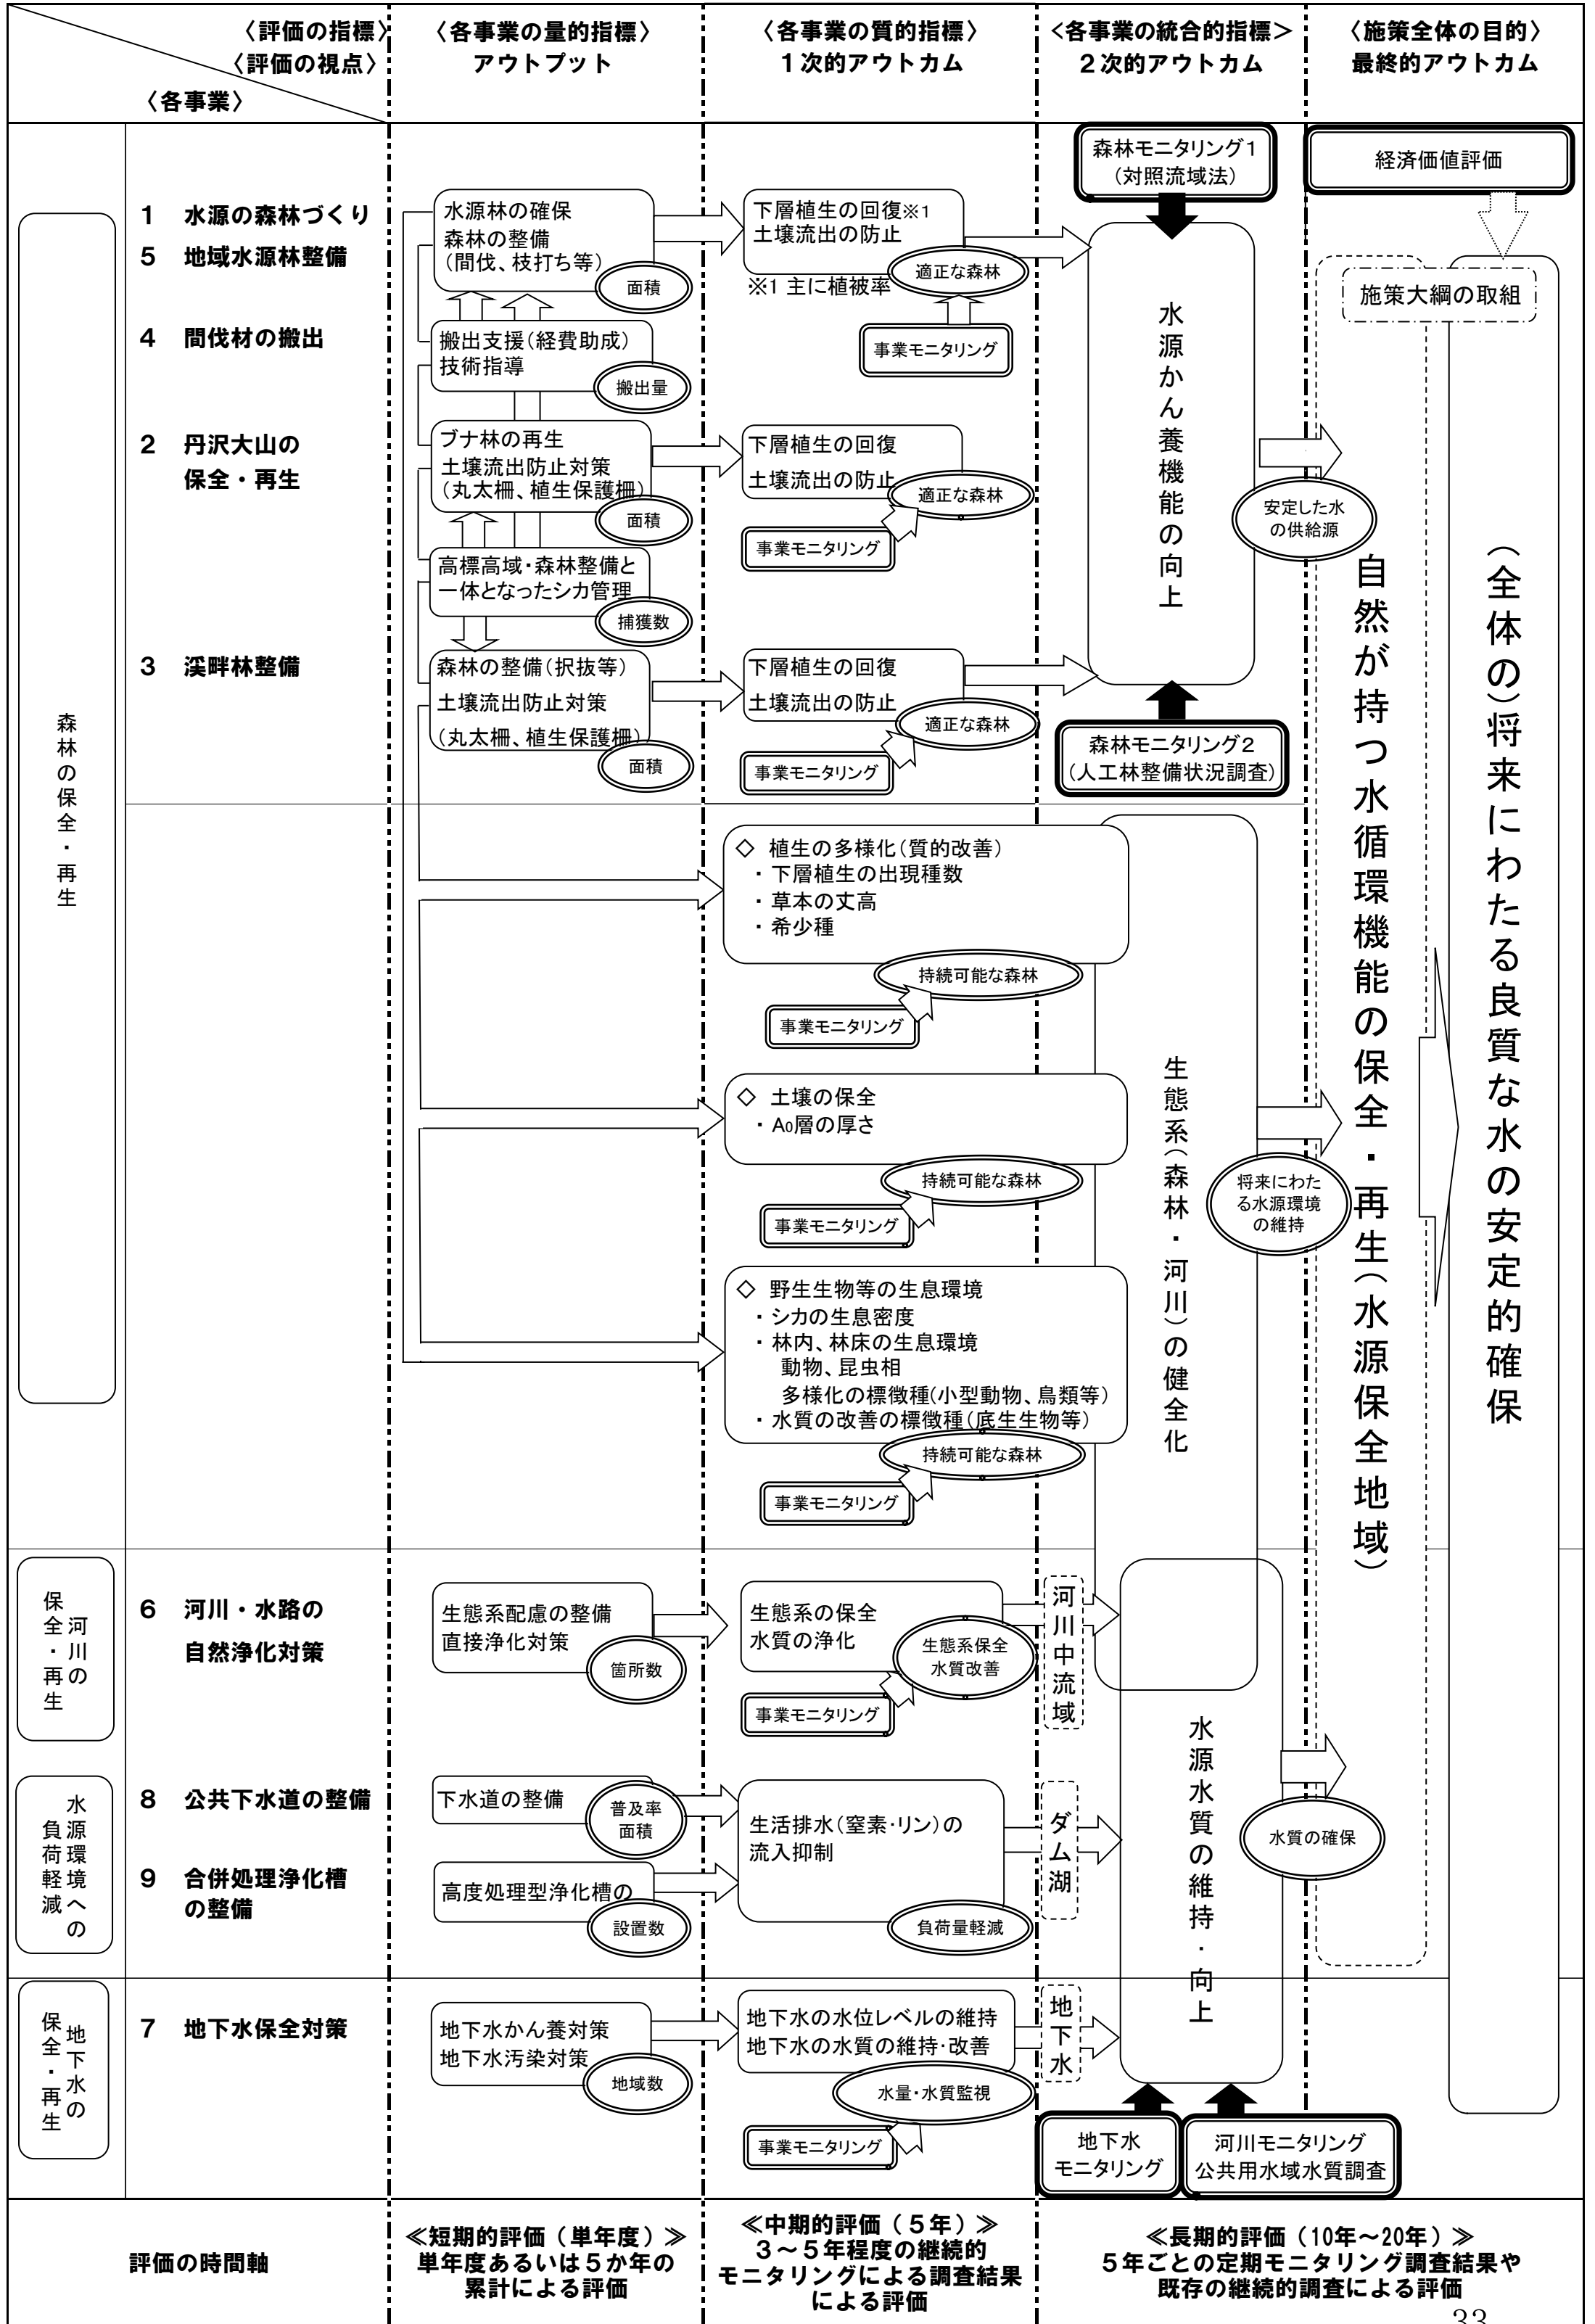 〈評価の指標〉
〈評価の視点〉
〈各事業〉
〈各事業の量的指標〉
アウトプット
〈各事業の質的指標〉
１次的アウトカム
＜各事業の統合的指標＞
２次的アウトカム
〈施策全体の目的〉
最終的アウトカム
森林の保全・再生
1 水源の森林づくり
5 地域水源林整備
4 間伐材の搬出
2 丹沢大山の
保全・再生
3 渓畔林整備
水源林の確保
森林の整備
（間伐、枝打ち等）
面積
搬出支援（経費助成）
技術指導
搬出量
ブナ林の再生
土壌流出防止対策
（丸太柵、植生保護柵）
面積
高標高域・森林整備と
一体となったシカ管理
捕獲数
森林の整備（択抜等）
土壌流出防止対策
（丸太柵、植生保護柵）
面積
下層植生の回復※1
土壌流出の防止
適正な森林
※1 主に植被率
事業モニタリング
下層植生の回復
土壌流出の防止
適正な森林
事業モニタリング
下層植生の回復
土壌流出の防止
適正な森林
事業モニタリング
◇ 植生の多様化（質的改善）
・下層植生の出現種数
・草本の丈高
・希少種
持続可能な森林
事業モニタリング
◇ 土壌の保全
・A0層の厚さ
持続可能な森林
事業モニタリング
◇ 野生生物等の生息環境
・シカの生息密度
・林内、林床の生息環境
動物、昆虫相
多様化の標徴種（小型動物、鳥類等）
・水質の改善の標徴種（底生生物等）
持続可能な森林
事業モニタリング
森林モニタリング１
（対照流域法）
水源かん養機能の向上
森林モニタリング2
（人工林整備状況調査）
生態系（森林・河川）の健全化
経済価値評価
施策大綱の取組
安定した水
の供給源
将来にわた
る水源環境
の維持
自然が持つ水循環機能の保全・再生（水源保全地域）
（全体の）将来にわたる良質な水の安定的確保
河川の
保全・再生
6 河川・水路の
自然浄化対策
生態系配慮の整備
直接浄化対策
箇所数
生態系の保全
水質の浄化
生態系保全
水質改善
事業モニタリング
河川中流域
水源環境への
負荷軽減
8 公共下水道の整備
9 合併処理浄化槽
の整備
下水道の整備
普及率
面積
高度処理型浄化槽の
設置数
生活排水（窒素・リン）の
流入抑制
負荷量軽減
ダム湖
水源水質の維持・向上
水質の確保
地下水の
保全・再生
7 地下水保全対策
地下水かん養対策
地下水汚染対策
地域数
地下水の水位レベルの維持
地下水の水質の維持・改善
水量・水質監視
事業モニタリング
地下水
地下水
モニタリング
河川モニタリング
公共用水域水質調査
評価の時間軸
≪短期的評価（単年度）≫
単年度あるいは５か年の
累計による評価
≪中期的評価（５年）≫
３～５年程度の継続的
モニタリングによる調査結果
による評価
≪長期的評価（10年～20年）≫
５年ごとの定期モニタリング調査結果や
既存の継続的調査による評価
33